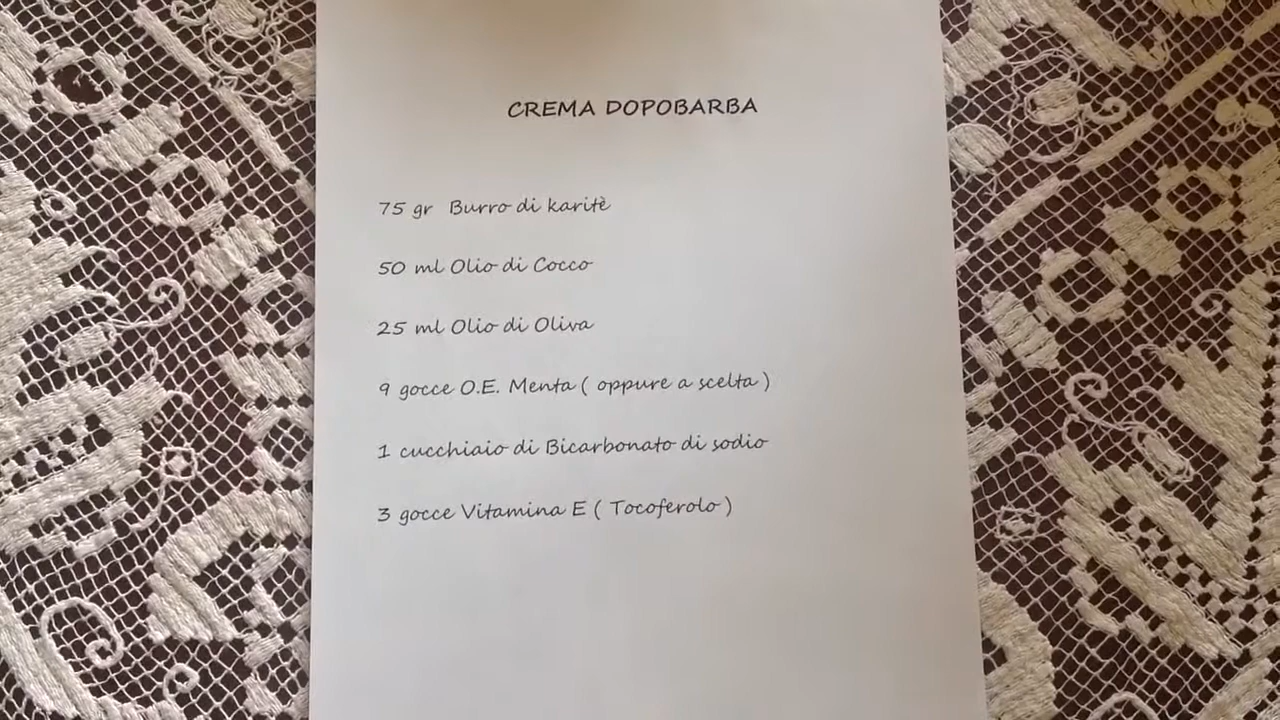 CREMA DOPOBARBA
75 gr Burro di karitè
50 ml Olio di Cocco
25 ml Olio di Oliva
9 gocce O.E. Menta ( oppure a scelta )
1 cucchiaio di Bicarbonato di sodio
3 gocce Vitamina E ( Tocoferolo )